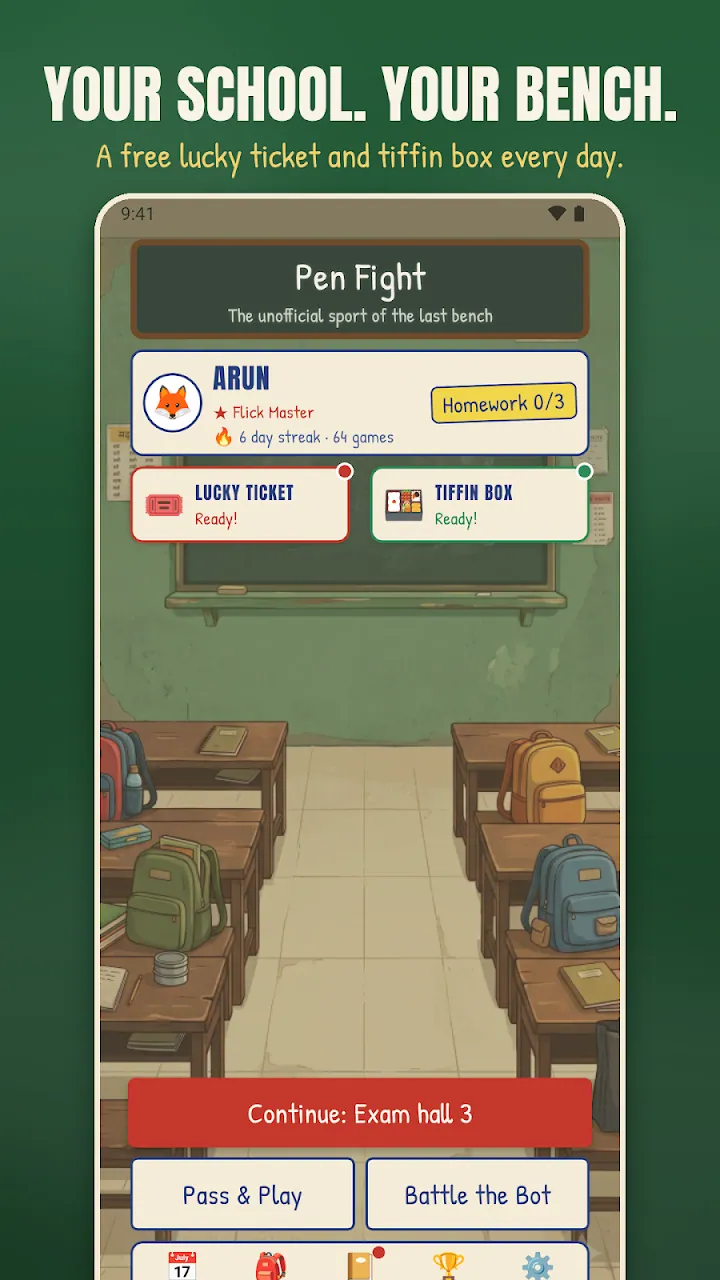 YOUR SCHOOL. YOUR BENCH.
A free lucky ticket and tiffin box every day.
9:41
Pen Fight
The unofficial sport of the last bench
ARUN
★ Flick Master
🔥 6 day streak · 64 games
Homework 0/3
LUCKY TICKET
Ready!
TIFFIN BOX
Ready!
Continue: Exam hall 3
Pass & Play
Battle the Bot
July
17